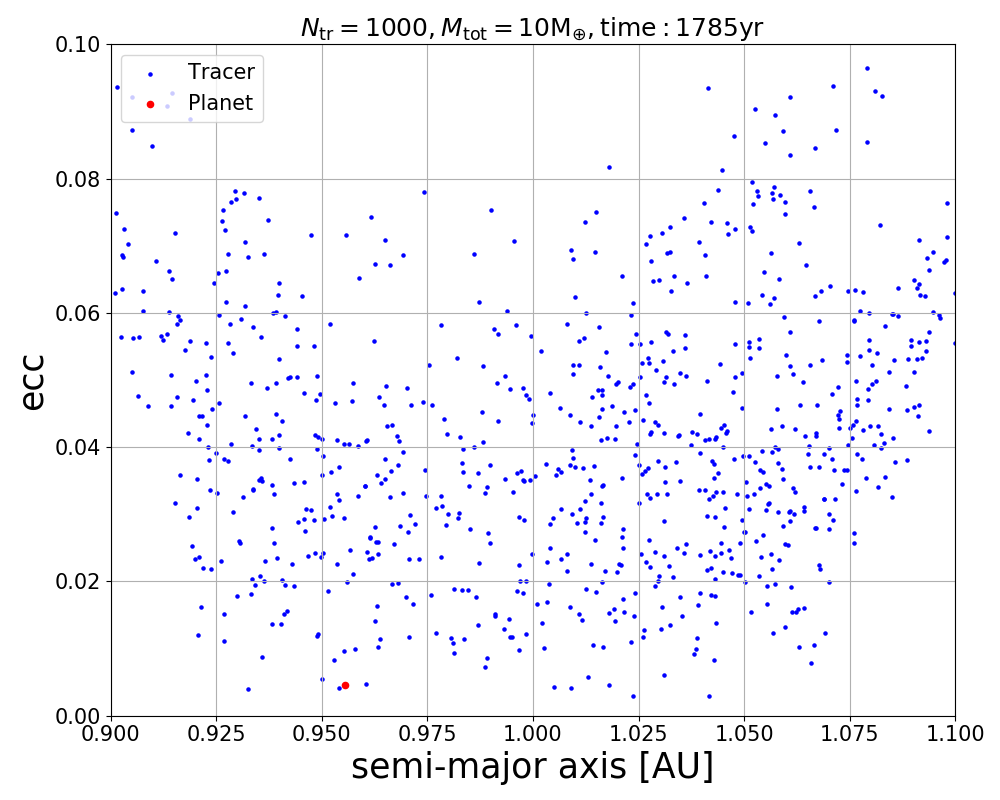 N_tr = 1000, M_tot = 10M_⊕, time : 1785yr
Tracer
Planet
ecc
0.10
0.08
0.06
0.04
0.02
0.00
0.900 0.925 0.950 0.975 1.000 1.025 1.050 1.075 1.100
semi-major axis [AU]